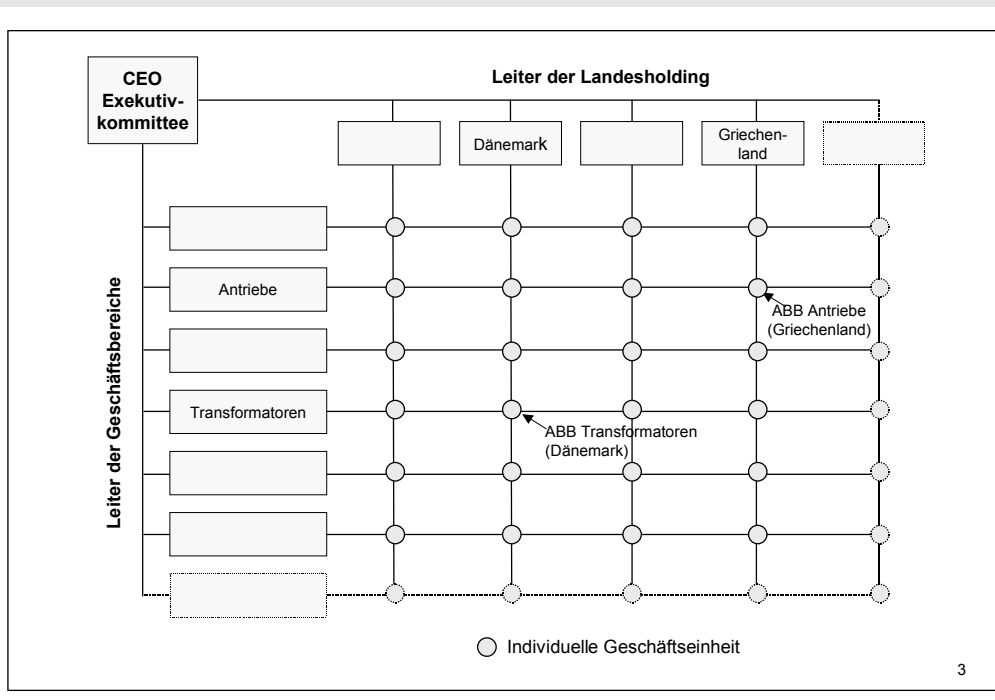 CEO
Exekutiv-
kommittee
Leiter der Landesholding
Dänemark
Griechen-
land
Leiter der Geschäftsbereiche
Antriebe
ABB Antriebe
(Griechenland)
Transformatoren
ABB Transformatoren
(Dänemark)
Individuelle Geschäftseinheit
3